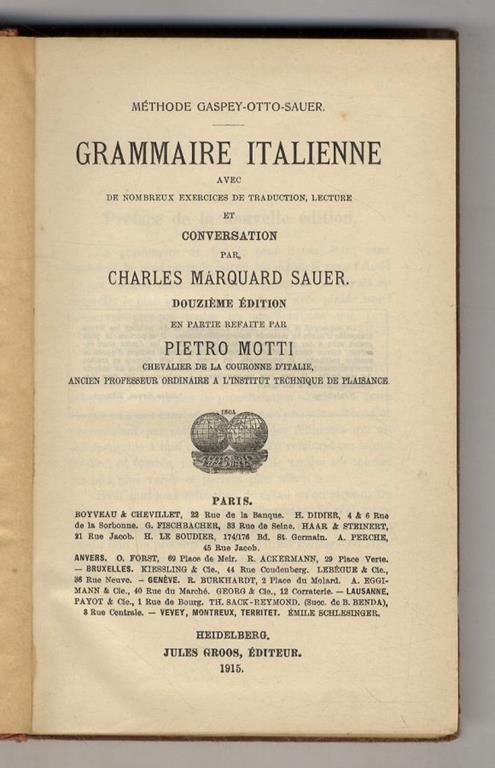 MÉTHODE GASPEY-OTTO-SAUER.
GRAMMAIRE ITALIENNE
AVEC
DE NOMBREUX EXERCICES DE TRADUCTION, LECTURE
ET
CONVERSATION
PAR
CHARLES MARQUARD SAUER.
DOUZIÈME ÉDITION
EN PARTIE REFAITE PAR
PIETRO MOTTI
CHEVALIER DE LA COURONNE D'ITALIE,
ANCIEN PROFESSEUR ORDINAIRE A L'INSTITUT TECHNIQUE DE PLAISANCE
PARIS.
BOYVEAU & CHEVILLET, 22 Rue de la Banque. H. DIDIER, 4 & 6 Rue
de la Sorbonne. G. FISCHBACHER, 33 Rue de Seine. HAAR & STEINERT,
21 Rue Jacob. H. LE SOUDIER, 174/176 Bd. St. Germain. A. PERCHE,
45 Rue Jacob.
ANVERS. O. FORST, 69 Place de Meir. R. ACKERMANN, 29 Place Verte.
— BRUXELLES. KIESSLING & Cie., 44 Rue Coudenberg. LEBÈGUE & Cie.,
36 Rue Neuve. — GENÈVE. R. BURKHARDT, 2 Place du Molard. A. EGGI-
MANN & Cie., 40 Rue du Marché. GEORG & Cie., 12 Corraterie. — LAUSANNE.
PAYOT & Cie., 1 Rue de Bourg. TH. SACK-REYMOND. (Succ. de B. BENDA),
3 Rue Centrale. — VEVEY, MONTREUX, TERRITET. ÉMILE SCHLESINGER.
HEIDELBERG.
JULES GROOS, ÉDITEUR.
1915.